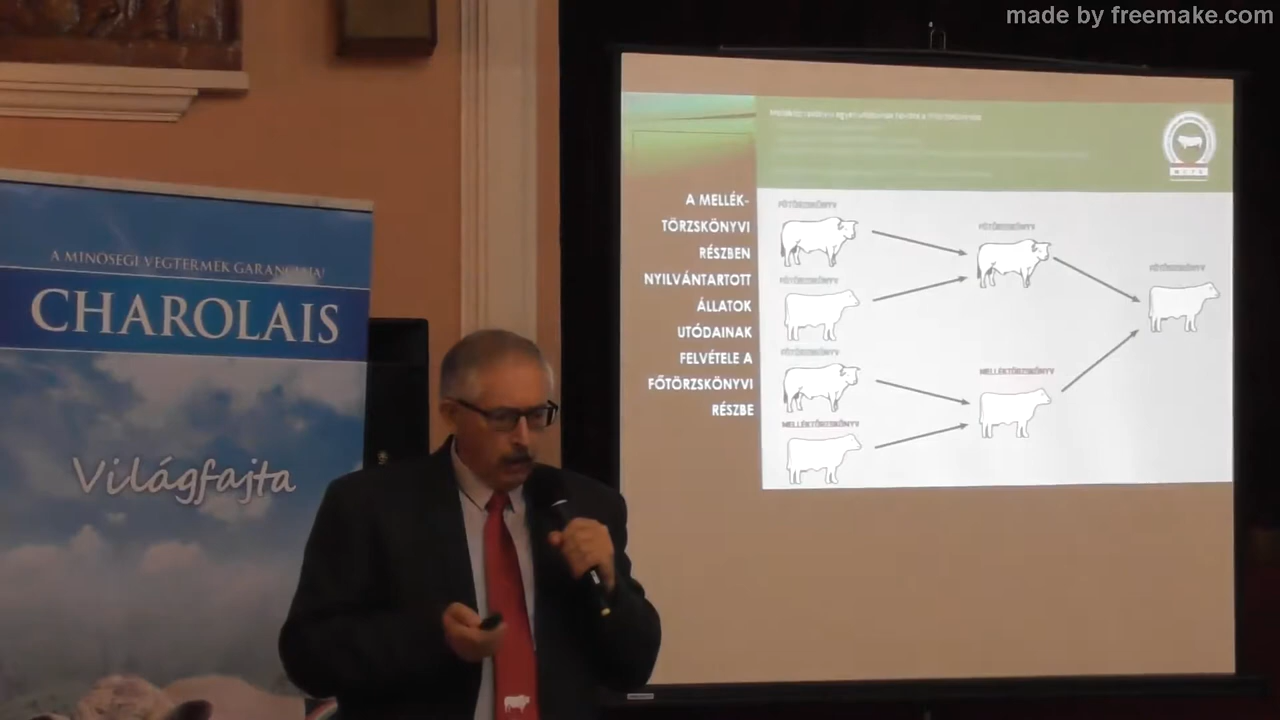 made by freemake.com
A MINŐSÉGI VÉGTERMÉK GARANCIÁJA!
CHAROLAIS
Világfajta
A MELLÉK-
TÖRZSKÖNYVI
RÉSZBEN
NYILVÁNTARTOTT
ÁLLATOK
UTÓDAINAK
FELVÉTELE A
FŐTÖRZSKÖNYVI
RÉSZBE
FŐTÖRZSKÖNYV
FŐTÖRZSKÖNYV
FŐTÖRZSKÖNYV
MELLÉKTÖRZSKÖNYV
FŐTÖRZSKÖNYV
MELLÉKTÖRZSKÖNYV
FŐTÖRZSKÖNYV